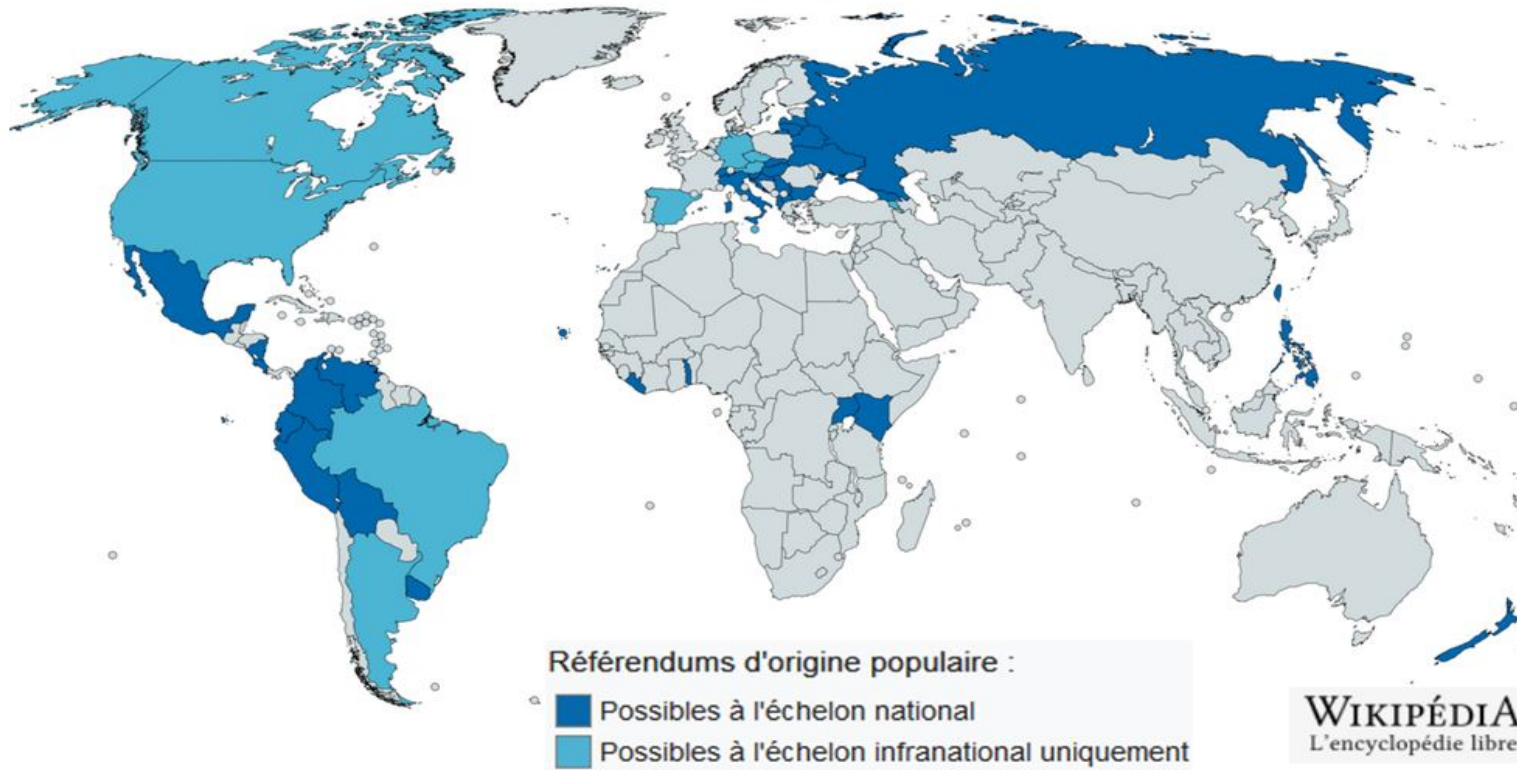 Référendums d'origine populaire :
Possibles à l'échelon national
Possibles à l'échelon infranational uniquement
WIKIPÉDIA
L'encyclopédie libre